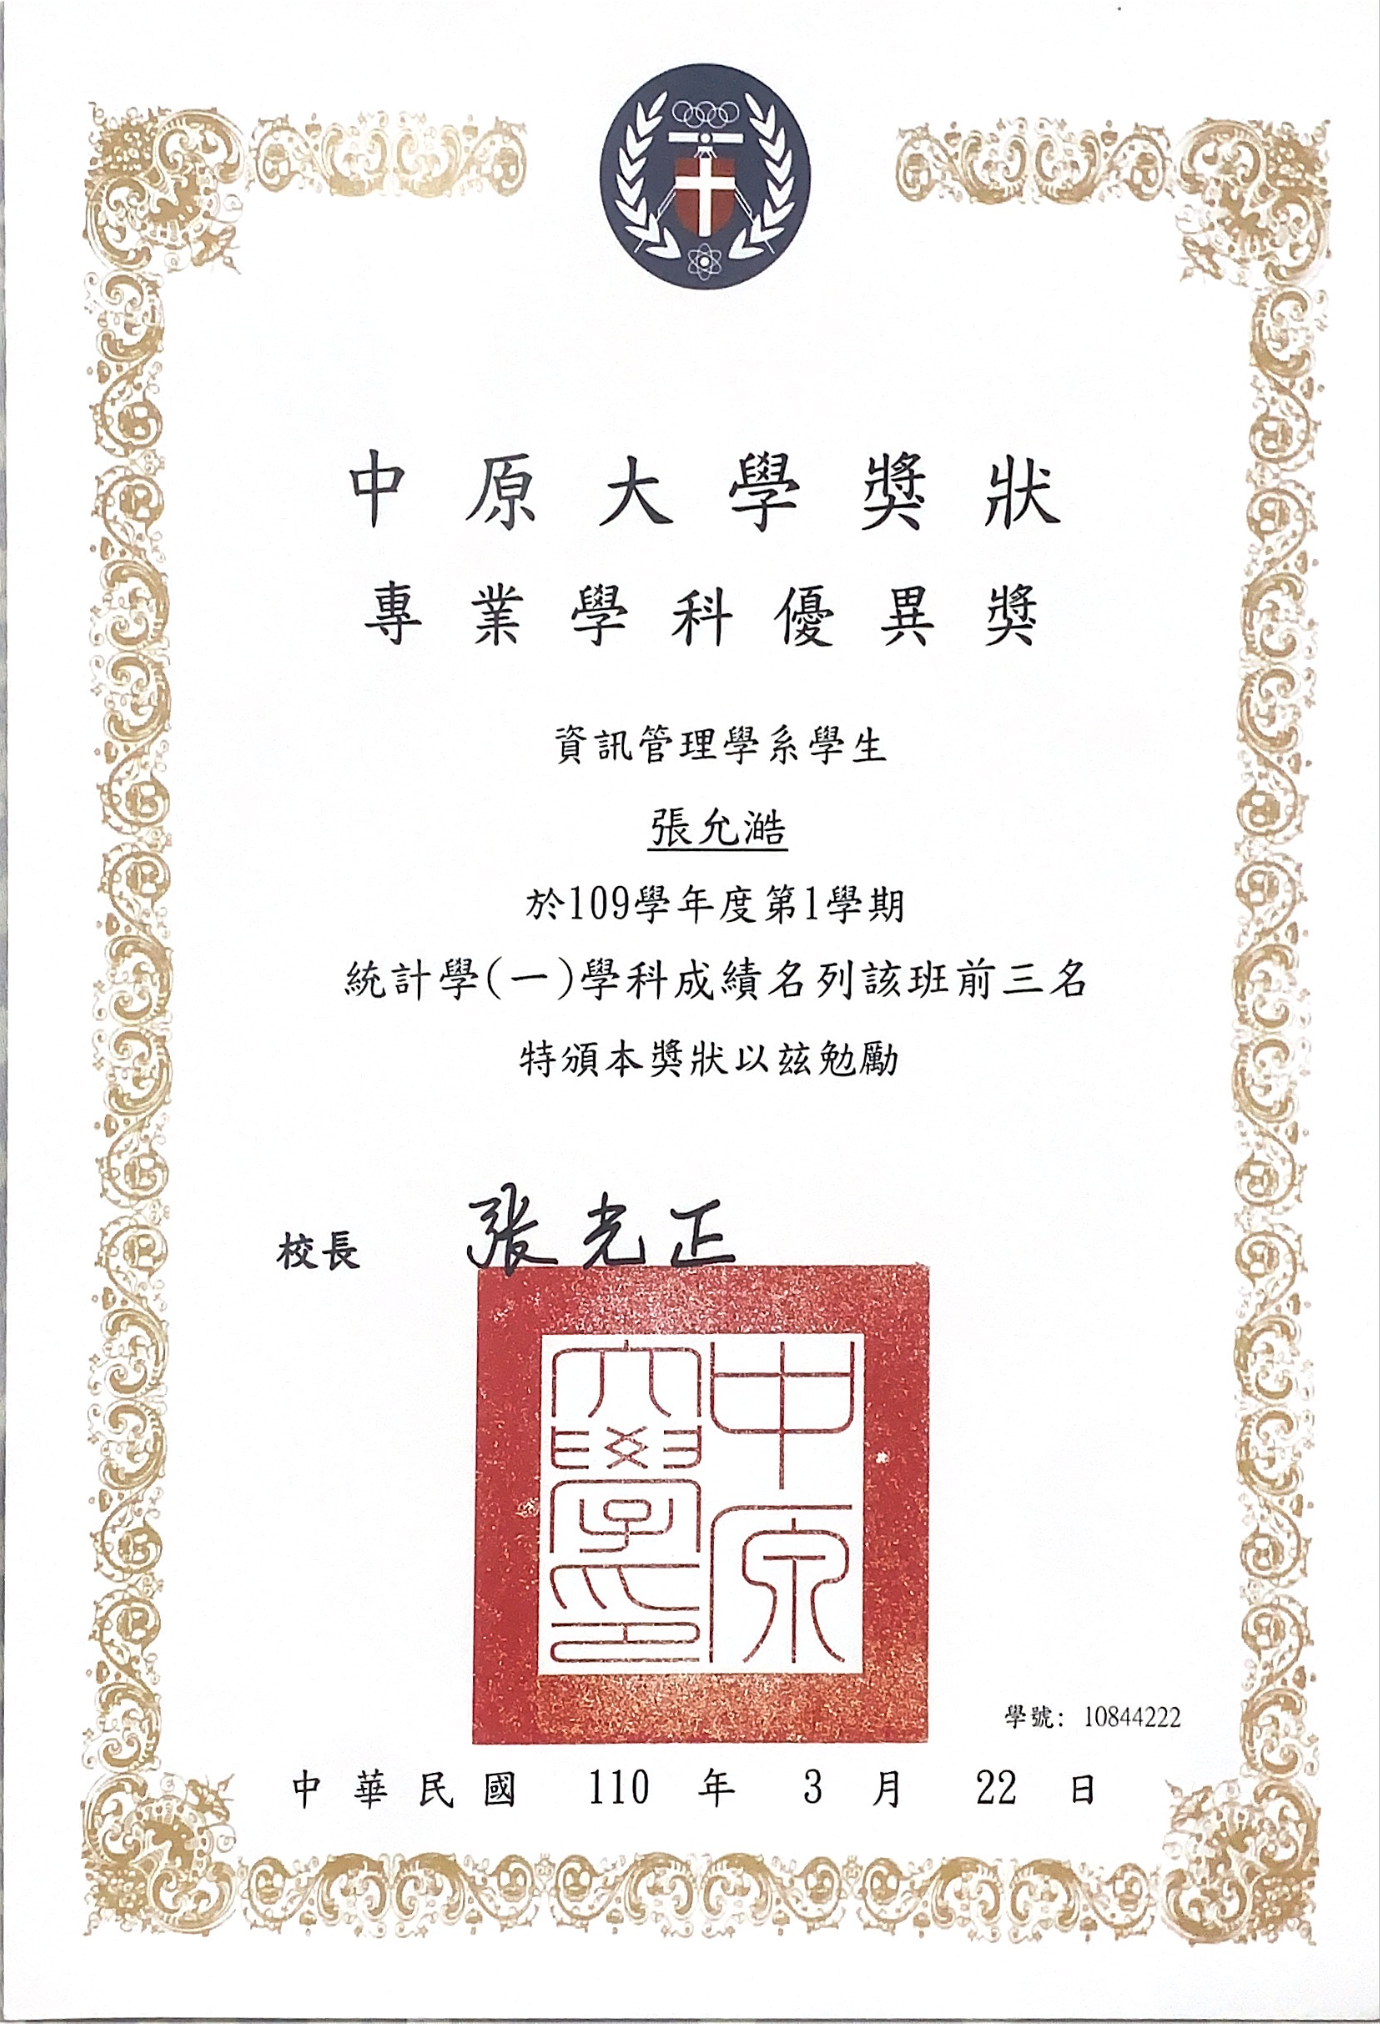 中原大學獎狀
專業學科優異獎
資訊管理學系學生
張允澔
於109學年度第1學期
統計學(一)學科成績名列該班前三名
特頒本獎狀以茲勉勵
校長 張光正
中原大學印
學號: 10844222
中華民國 110 年 3 月 22 日